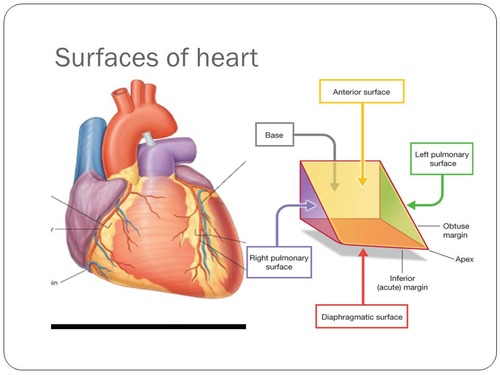 Surfaces of heart
Anterior surface
Base
Left pulmonary
surface
Obtuse
margin
Right pulmonary
surface
Apex
Inferior
(acute) margin
Diaphragmatic surface